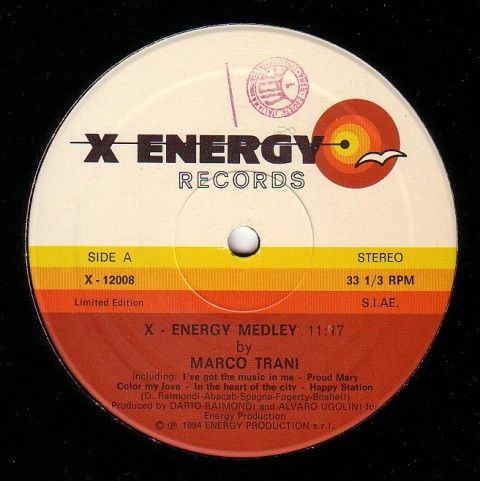 X ENERGY
RECORDS
SIDE A
STEREO
X - 12008
33 1/3 RPM
Limited Edition
S.I.AE.
X - ENERGY MEDLEY 11:17
by
MARCO TRANI
including: I've got the music in me - Proud Mary
Color my love - In the heart of the city - Happy Station
(D. Raimondi-Abacab-Spagna-Fogerty-Boshell)
Produced by DARIO RAIMONDI and ALVARO UGOLINI for
Energy Production
© ℗ 1984 ENERGY PRODUCTION s.r.l.